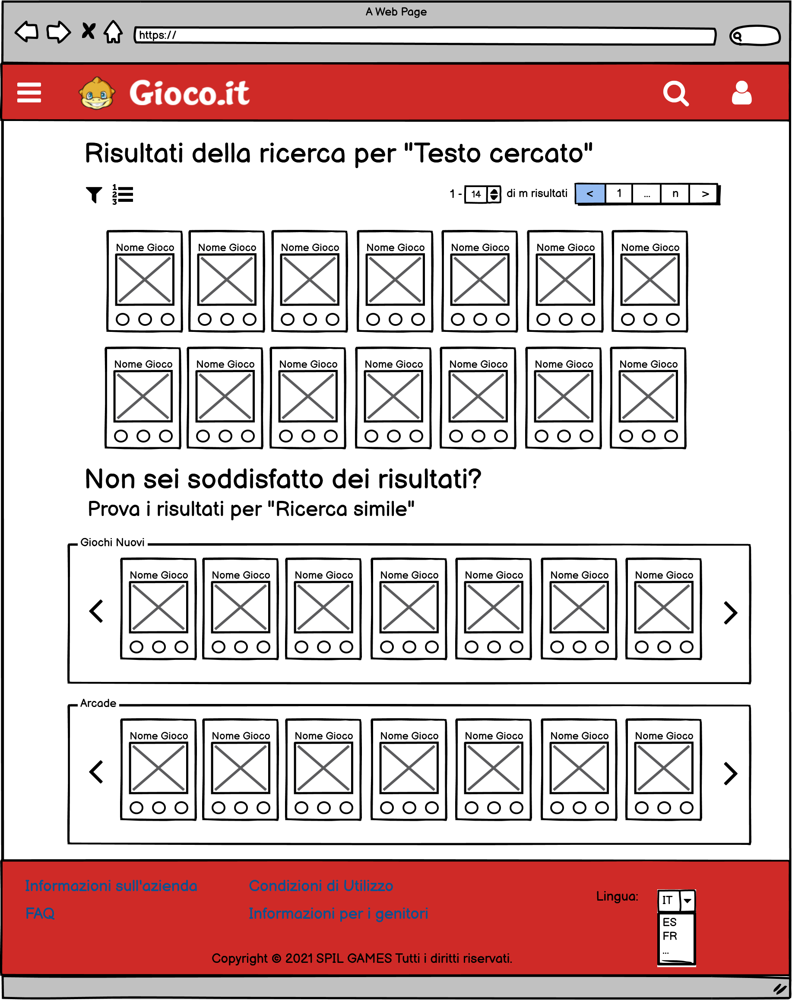 A Web Page
https://
Gioco.it
Risultati della ricerca per "Testo cercato"
1
2
3
1 - 14 di m risultati < 1 ... n >
Nome Gioco Nome Gioco Nome Gioco Nome Gioco Nome Gioco Nome Gioco Nome Gioco
Nome Gioco Nome Gioco Nome Gioco Nome Gioco Nome Gioco Nome Gioco Nome Gioco
Non sei soddisfatto dei risultati?
Prova i risultati per "Ricerca simile"
Giochi Nuovi
Nome Gioco Nome Gioco Nome Gioco Nome Gioco Nome Gioco Nome Gioco Nome Gioco
Arcade
Nome Gioco Nome Gioco Nome Gioco Nome Gioco Nome Gioco Nome Gioco Nome Gioco
Informazioni sull'azienda Condizioni di Utilizzo
Lingua: IT
FAQ Informazioni per i genitori
ES
FR
...
Copyright © 2021 SPIL GAMES Tutti i diritti riservati.